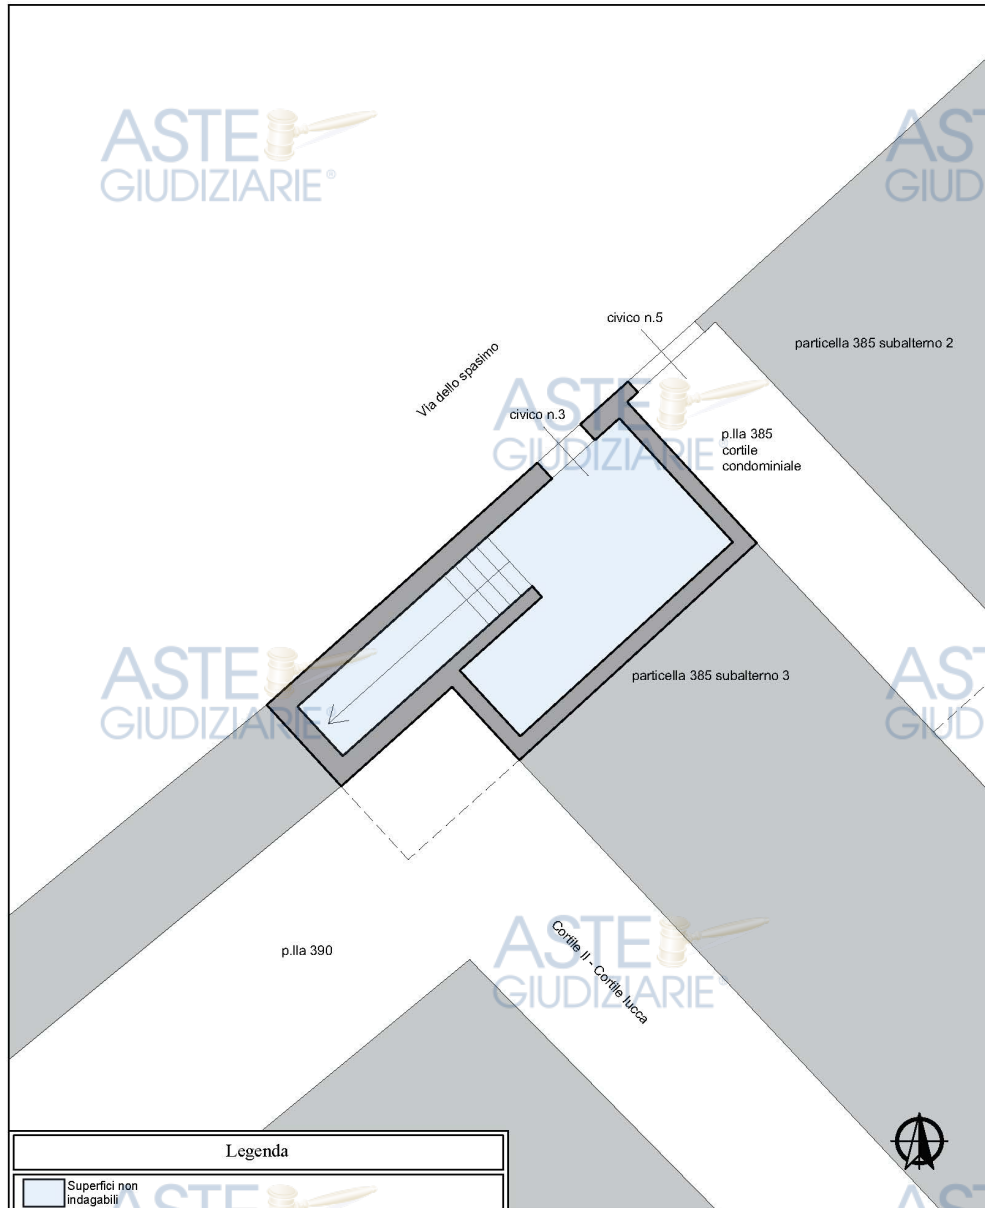 ASTE
GIUDIZIARIE®
AST
GIUD
civico n.5
particella 385 subalterno 2
Via dello spasimo
ASTE
civico n.3
GIUDIZIARIE
p.lla 385
cortile
condominiale
ASTE
GIUDIZIARIE
particella 385 subalterno 3
AS
GIUD
ASTE
GIUDIZIARIE®
Cortile II - Cortile lucca
p.lla 390
Legenda
Superfici non
indagabili
ASTE
AS